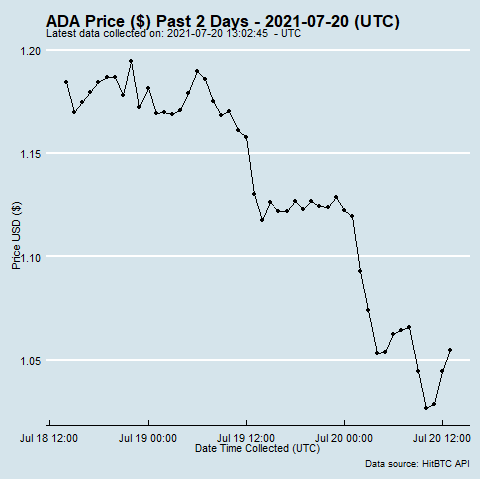 ADA Price ($) Past 2 Days - 2021-07-20 (UTC)
Latest data collected on: 2021-07-20 13:02:45 - UTC
1.20
1.15
1.10
1.05
Price USD ($)
Jul 18 12:00 Jul 19 00:00 Jul 19 12:00 Jul 20 00:00 Jul 20 12:00
Date Time Collected (UTC)
Data source: HitBTC API